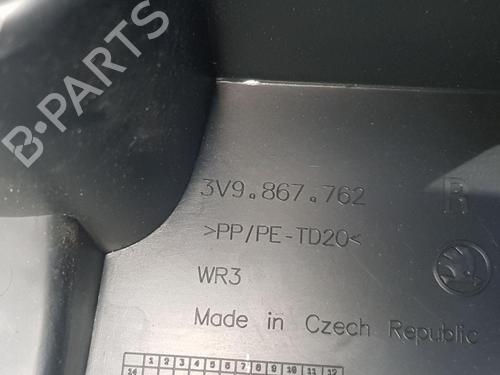 B-PARTS
3V9.867.762 R
>PP/PE-TD20<
WR3
Made in Czech Republic
1 2 3 4 5 6 7 8 9 10 11 12
14